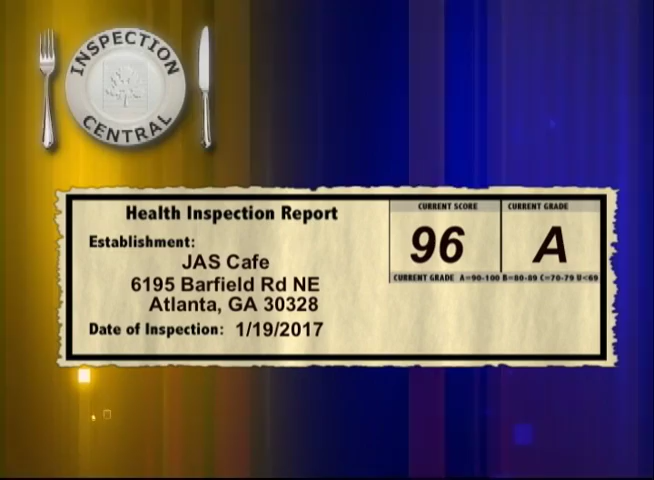 INSPECTION
CENTRAL
Health Inspection Report
Establishment:
JAS Cafe
6195 Barfield Rd NE
Atlanta, GA 30328
Date of Inspection: 1/19/2017
CURRENT SCORE
96
CURRENT GRADE
A
CURRENT GRADE A=90-100 B=80-89 C=70-79 U<69